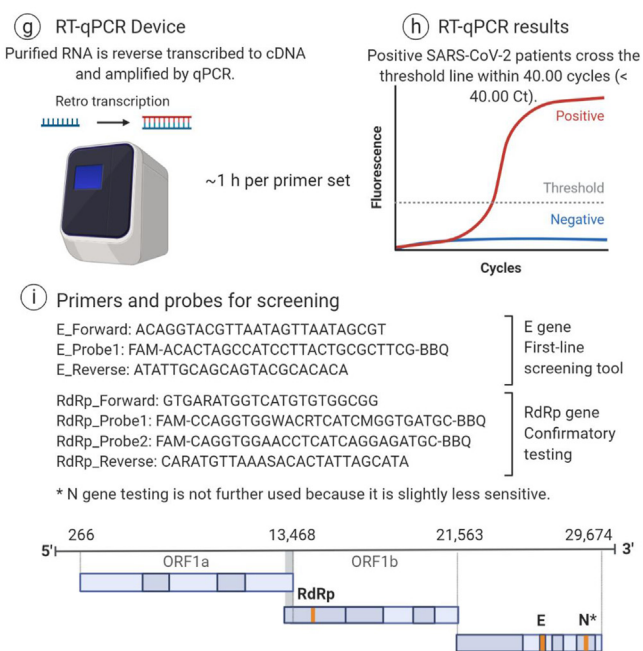 g RT-qPCR Device
Purified RNA is reverse transcribed to cDNA
and amplified by qPCR.
Retro transcription
~1 h per primer set
h RT-qPCR results
Positive SARS-CoV-2 patients cross the
threshold line within 40.00 cycles (<
40.00 Ct).
Positive
Fluorescence
Threshold
Negative
Cycles
i Primers and probes for screening
E_Forward: ACAGGTACGTTAATAGTTAATAGCGT
E_Probe1: FAM-ACACTAGCCATCCTTACTGCGCTTCG-BBQ
E_Reverse: ATATTGCAGCAGTACGCACACA
E gene
First-line
screening tool
RdRp_Forward: GTGARATGGTCATGTGTGGCGG
RdRp_Probe1: FAM-CCAGGTGGWACRTCATCMGGTGATGC-BBQ
RdRp_Probe2: FAM-CAGGTGGAACCTCATCAGGAGATGC-BBQ
RdRp_Reverse: CARATGTTAAASACACTATTAGCATA
RdRp gene
Confirmatory
testing
* N gene testing is not further used because it is slightly less sensitive.
266 13,468 21,563 29,674
5' 3'
ORF1a ORF1b
RdRp
E N*